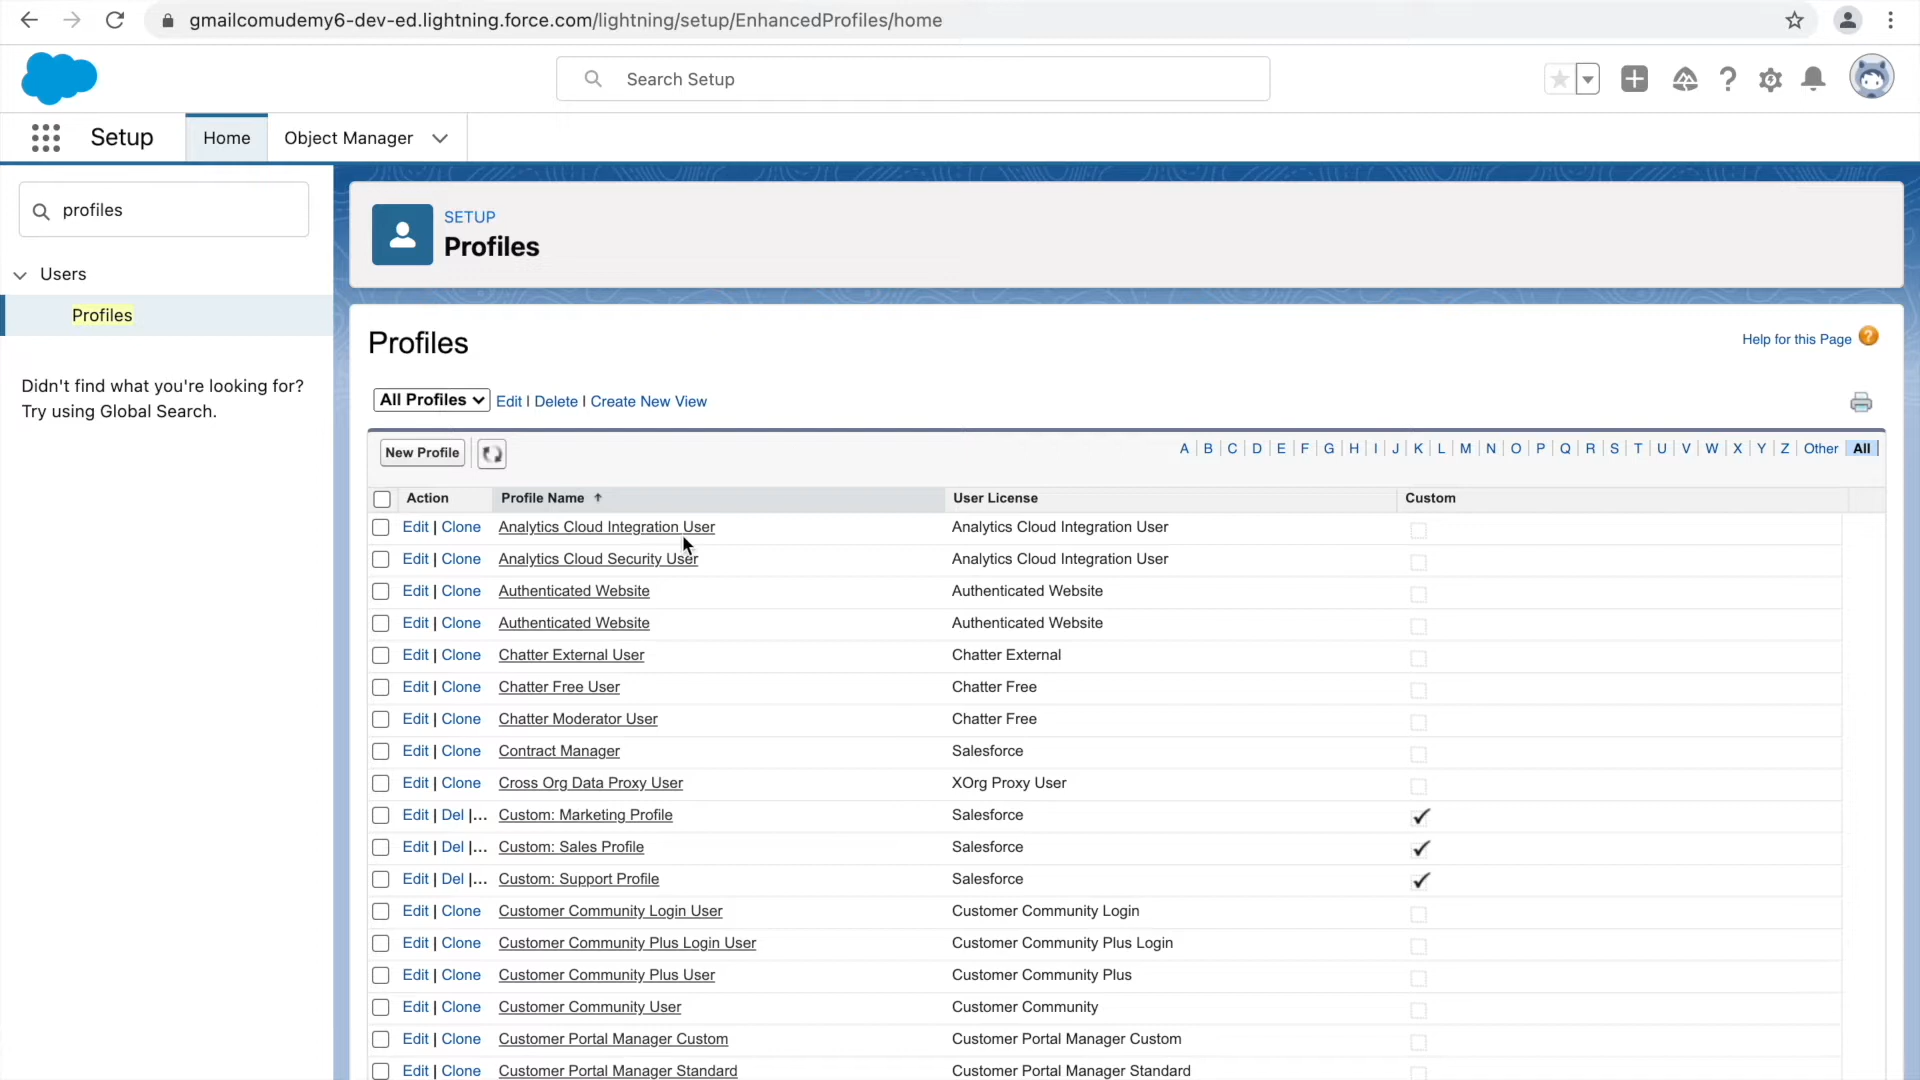 gmailcomudemy6-dev-ed.lightning.force.com/lightning/setup/EnhancedProfiles/home
Search Setup
Setup
Home
Object Manager
profiles
Users
Profiles
Didn't find what you're looking for?
Try using Global Search.
SETUP
Profiles
Profiles
Help for this Page ?
All Profiles Edit | Delete | Create New View
New Profile
A | B | C | D | E | F | G | H | I | J | K | L | M | N | O | P | Q | R | S | T | U | V | W | X | Y | Z | Other | All
Action Profile Name ↑ User License Custom
Edit | Clone Analytics Cloud Integration User Analytics Cloud Integration User
Edit | Clone Analytics Cloud Security User Analytics Cloud Integration User
Edit | Clone Authenticated Website Authenticated Website
Edit | Clone Authenticated Website Authenticated Website
Edit | Clone Chatter External User Chatter External
Edit | Clone Chatter Free User Chatter Free
Edit | Clone Chatter Moderator User Chatter Free
Edit | Clone Contract Manager Salesforce
Edit | Clone Cross Org Data Proxy User XOrg Proxy User
Edit | Del |... Custom: Marketing Profile Salesforce ✓
Edit | Del |... Custom: Sales Profile Salesforce ✓
Edit | Del |... Custom: Support Profile Salesforce ✓
Edit | Clone Customer Community Login User Customer Community Login
Edit | Clone Customer Community Plus Login User Customer Community Plus Login
Edit | Clone Customer Community Plus User Customer Community Plus
Edit | Clone Customer Community User Customer Community
Edit | Clone Customer Portal Manager Custom Customer Portal Manager Custom
Edit | Clone Customer Portal Manager Standard Customer Portal Manager Standard